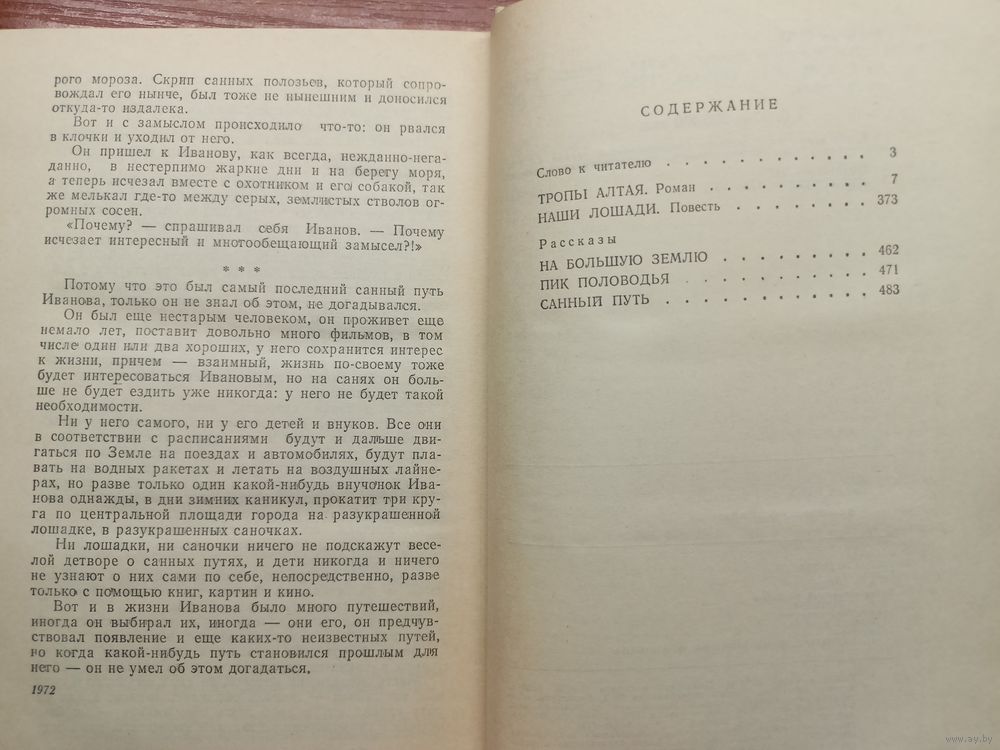 рого мороза. Скрип санных полозьев, который сопро-
вождал его нынче, был тоже не нынешним и доносился
откуда-то издалека.
Вот и с замыслом происходило что-то: он рвался
в клочки и уходил от него.
Он пришел к Иванову, как всегда, нежданно-нега-
данно, в нестерпимо жаркие дни и на берегу моря,
а теперь исчезал вместе с охотником и его собакой, так
же мелькал где-то между серых, землистых стволов ог-
ромных сосен.
«Почему? — спрашивал себя Иванов. — Почему
исчезает интересный и многообещающий замысел?!»
* * *
Потому что это был самый последний санный путь
Иванова, только он не знал об этом, не догадывался.
Он был еще нестарым человеком, он проживет еще
немало лет, поставит довольно много фильмов, в том
числе один или два хороших, у него сохранится интерес
к жизни, причем — взаимный, жизнь по-своему тоже
будет интересоваться Ивановым, но на санях он боль-
ше не будет ездить уже никогда: у него не будет такой
необходимости.
Ни у него самого, ни у его детей и внуков. Все они
в соответствии с расписаниями будут и дальше дви-
гаться по Земле на поездах и автомобилях, будут пла-
вать на водных ракетах и летать на воздушных лайне-
рах, но разве только один какой-нибудь внучонок Ива-
нова однажды, в дни зимних каникул, прокатит три кру-
га по центральной площади города на разукрашенной
лошадке, в разукрашенных саночках.
Ни лошадки, ни саночки ничего не подскажут весе-
лой детворе о санных путях, и дети никогда и ничего
не узнают о них сами по себе, непосредственно, разве
только с помощью книг, картин и кино.
Вот и в жизни Иванова было много путешествий,
иногда он выбирал их, иногда — они его, он предчув-
ствовал появление и еще каких-то неизвестных путей,
но когда какой-нибудь путь становился прошлым для
него — он не умел об этом догадаться.
1972
СОДЕРЖАНИЕ
Слово к читателю . . . . . . . . . . . . 3
ТРОПЫ АЛТАЯ. Роман . . . . . . . . . . 7
НАШИ ЛОШАДИ. Повесть . . . . . . . . 373
Рассказы
НА БОЛЬШУЮ ЗЕМЛЮ . . . . . . . . . 462
ПИК ПОЛОВОДЬЯ . . . . . . . . . . . 471
САННЫЙ ПУТЬ . . . . . . . . . . . . 483
www.ay.by